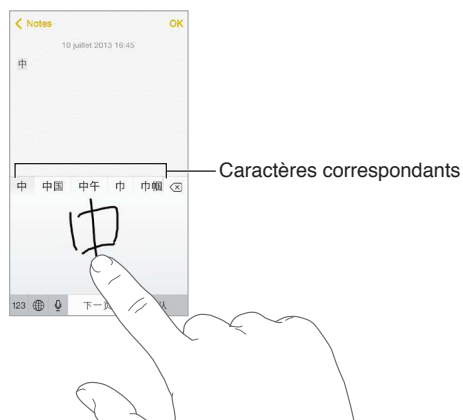 Notes OK
10 juillet 2013 16:45
中
Caractères correspondants
中 中国 中午 巾 巾帼
中
123 下一